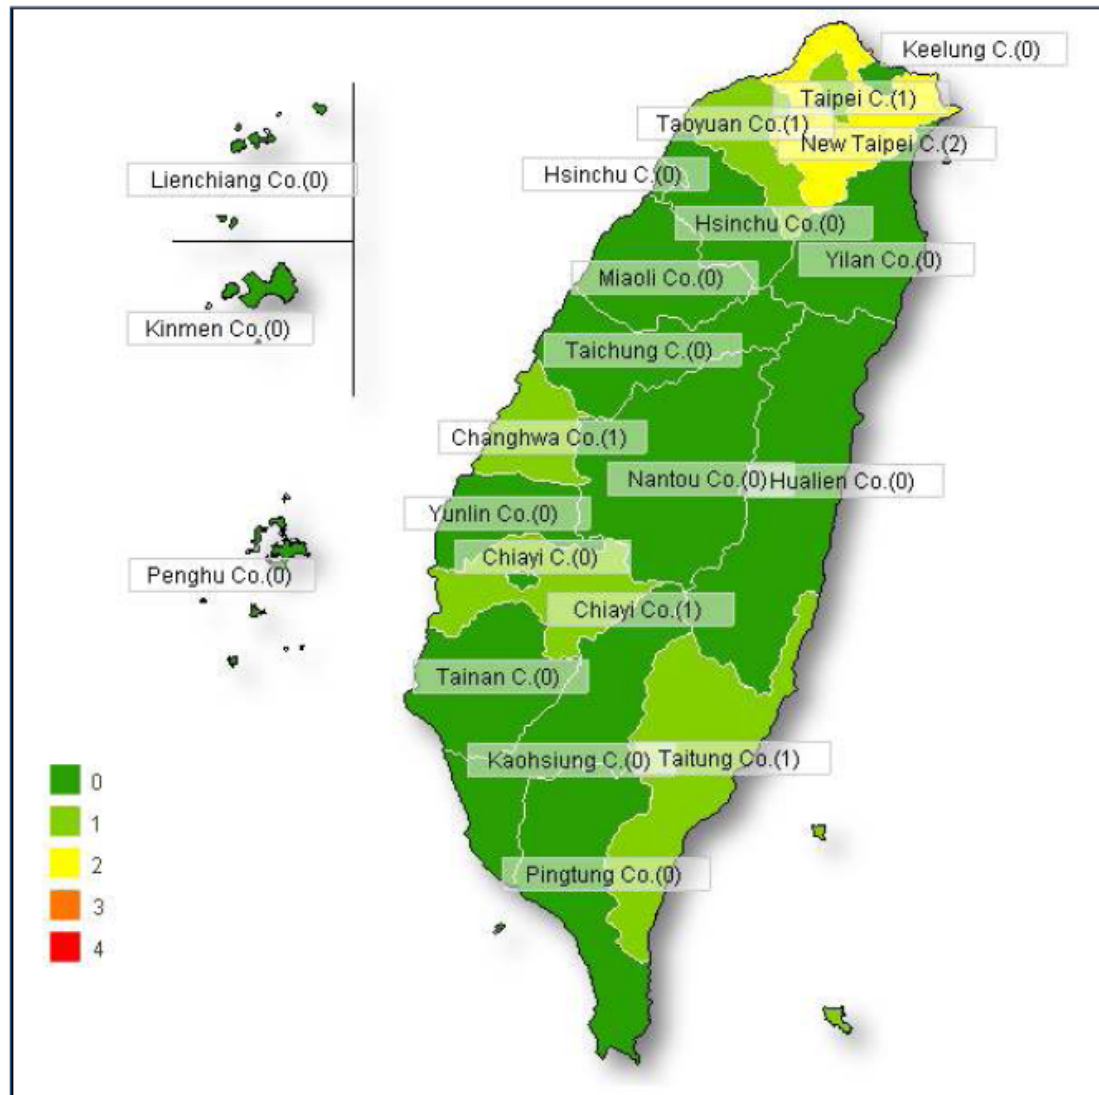 Keelung C.(0)
Taipei C.(1)
Taoyuan Co.(1)
New Taipei C.(2)
Hsinchu C.(0)
Lienchiang Co.(0)
Hsinchu Co.(0)
Yilan Co.(0)
Miaoli Co.(0)
Kinmen Co.(0)
Taichung C.(0)
Changhwa Co.(1)
Nantou Co.(0)
Hualien Co.(0)
Yunlin Co.(0)
Chiayi C.(0)
Penghu Co.(0)
Chiayi Co.(1)
Tainan C.(0)
Kaohsiung C.(0)
Taitung Co.(1)
Pingtung Co.(0)
0
1
2
3
4